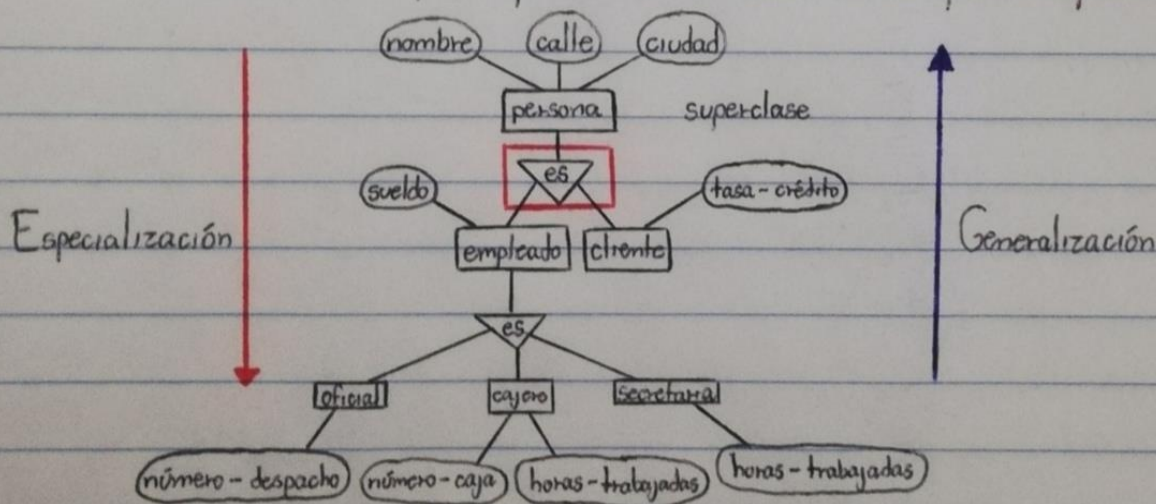 nombre calle ciudad
persona superclase
es
sueldo tasa-crédito
Especialización empleado cliente Generalización
es
oficial cajero secretaria
número-despacho número-caja horas-trabajadas horas-trabajadas